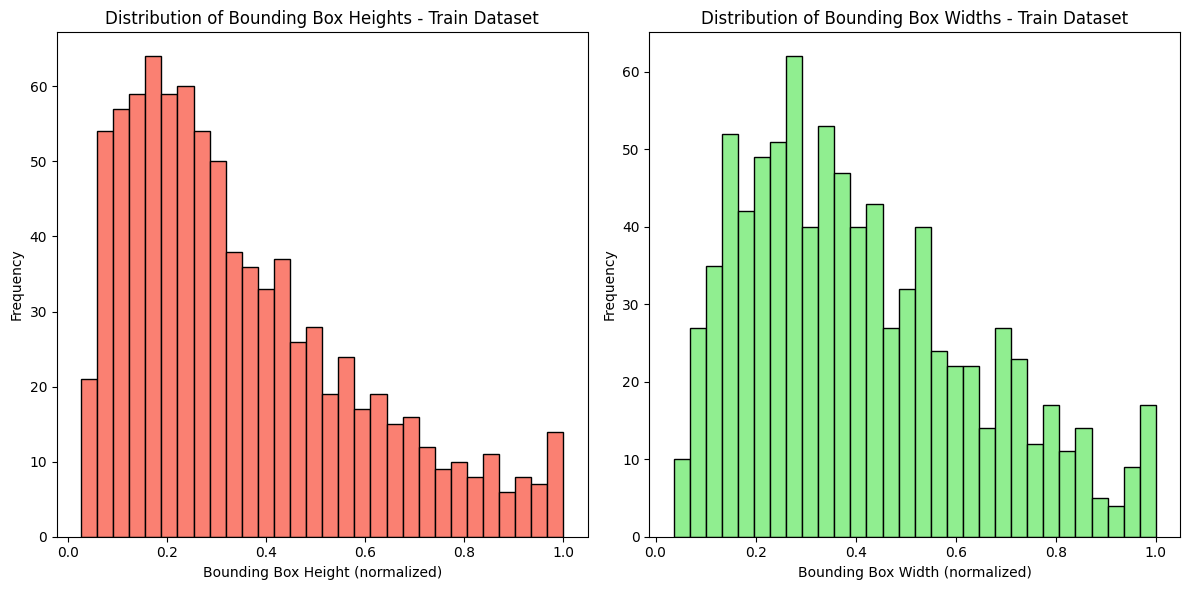 Distribution of Bounding Box Heights - Train Dataset
Frequency
60
50
40
30
20
10
0
0.0 0.2 0.4 0.6 0.8 1.0
Bounding Box Height (normalized)
Distribution of Bounding Box Widths - Train Dataset
Frequency
60
50
40
30
20
10
0
0.0 0.2 0.4 0.6 0.8 1.0
Bounding Box Width (normalized)